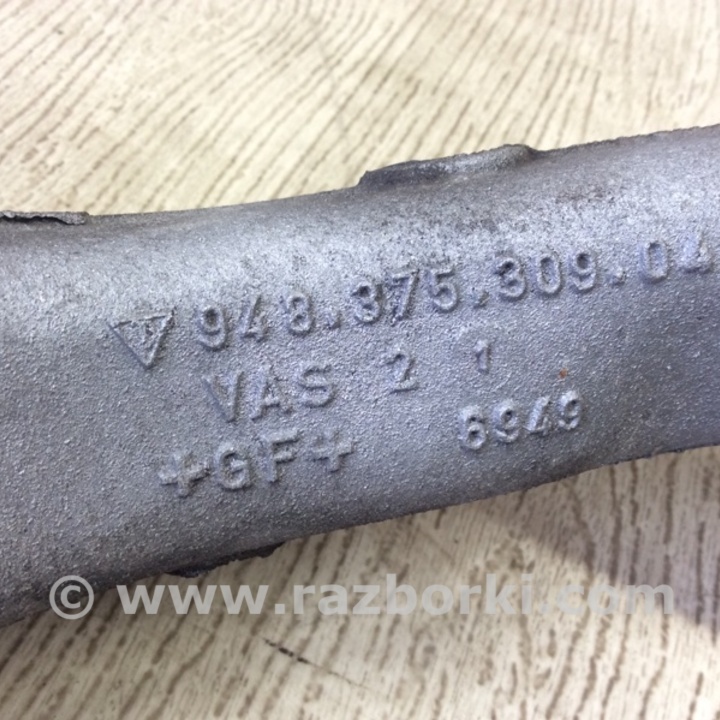 948.375.309.04
VAS 2 1
+GF+ 6949
© www.razborki.com